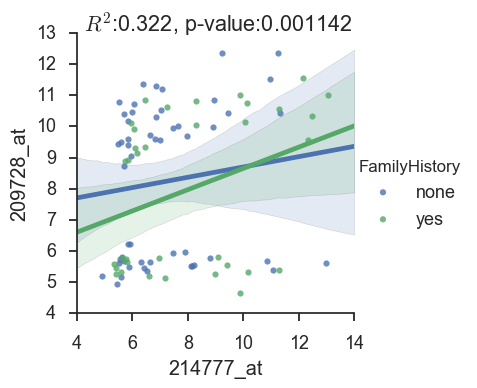 R²:0.322, p-value:0.001142
13
12
11
10
9
8
7
6
5
4
209728_at
4 6 8 10 12 14
214777_at
FamilyHistory
none
yes